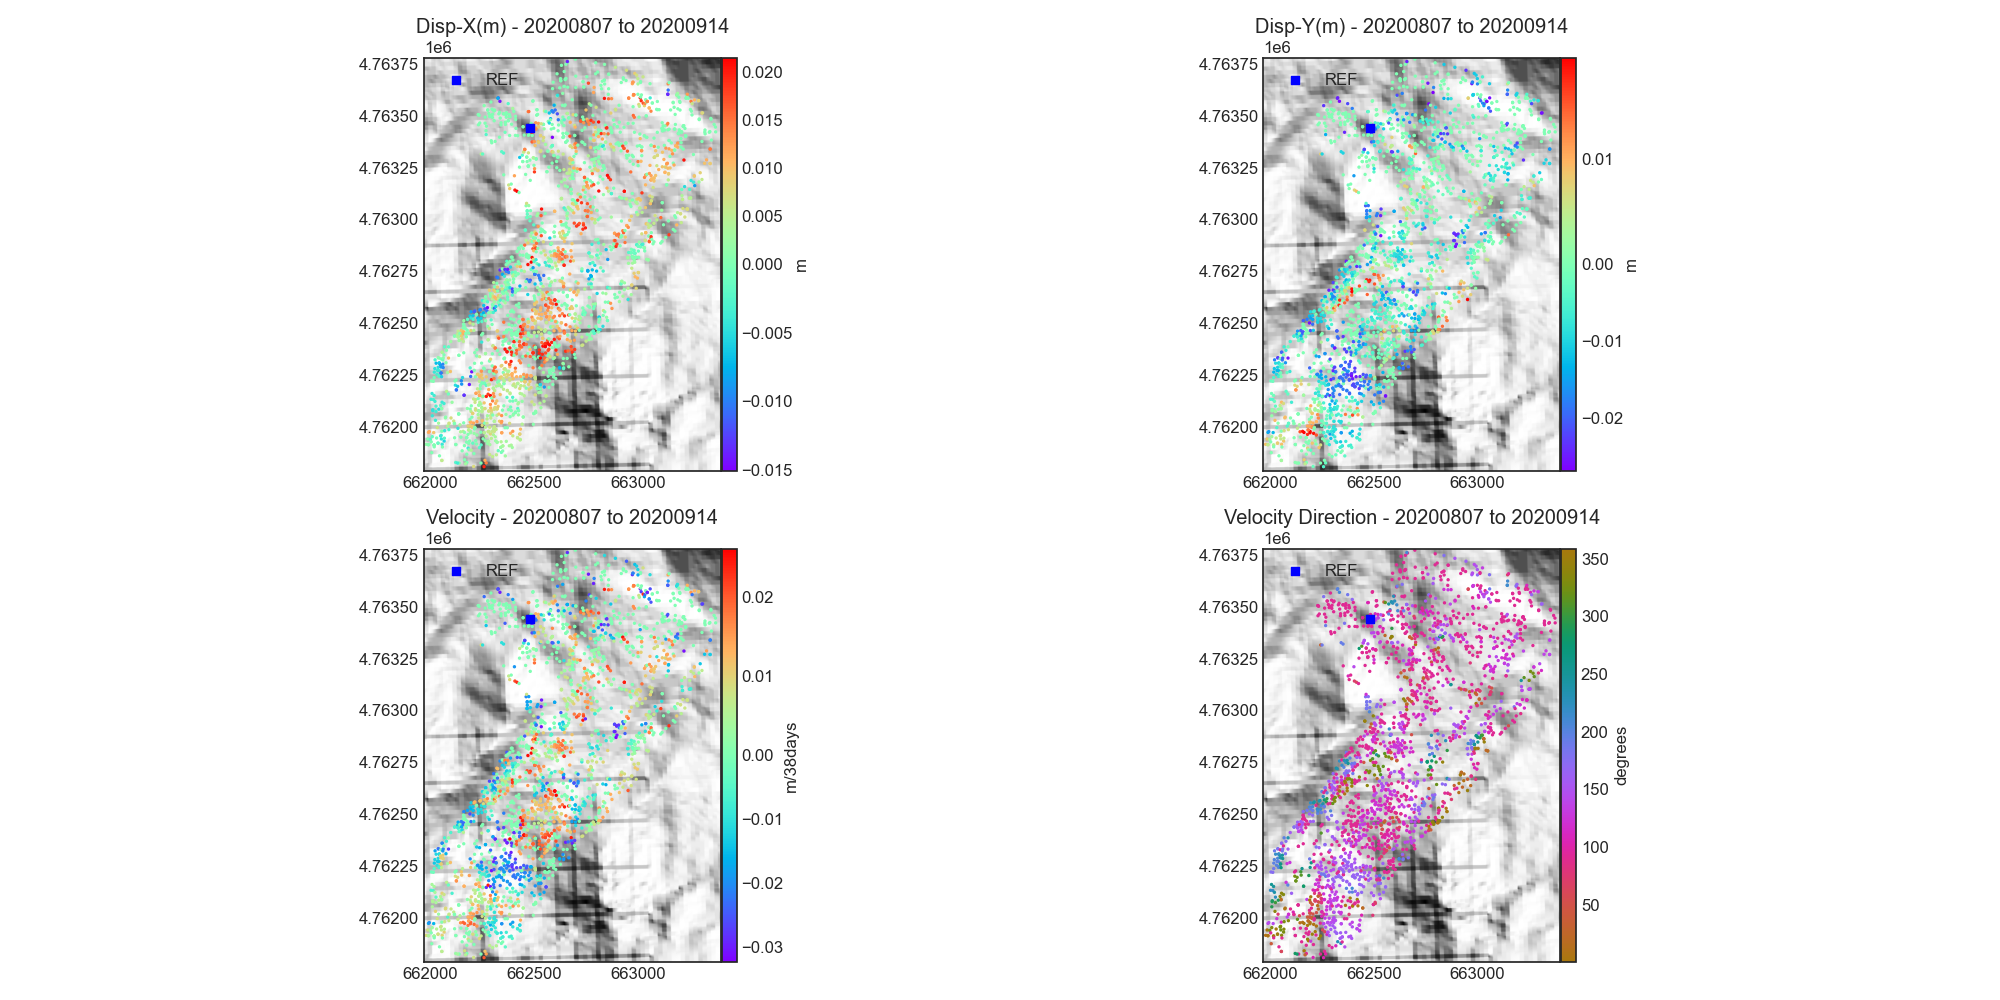 Disp-X(m) - 20200807 to 20200914
1e6
REF
4.76375
4.76350
4.76325
4.76300
4.76275
4.76250
4.76225
4.76200
662000 662500 663000
0.020
0.015
0.010
0.005
0.000
−0.005
−0.010
−0.015
m
Disp-Y(m) - 20200807 to 20200914
1e6
REF
4.76375
4.76350
4.76325
4.76300
4.76275
4.76250
4.76225
4.76200
662000 662500 663000
0.01
0.00
−0.01
−0.02
m
Velocity - 20200807 to 20200914
1e6
REF
4.76375
4.76350
4.76325
4.76300
4.76275
4.76250
4.76225
4.76200
662000 662500 663000
0.02
0.01
0.00
−0.01
−0.02
−0.03
m/38days
Velocity Direction - 20200807 to 20200914
1e6
REF
4.76375
4.76350
4.76325
4.76300
4.76275
4.76250
4.76225
4.76200
662000 662500 663000
350
300
250
200
150
100
50
degrees